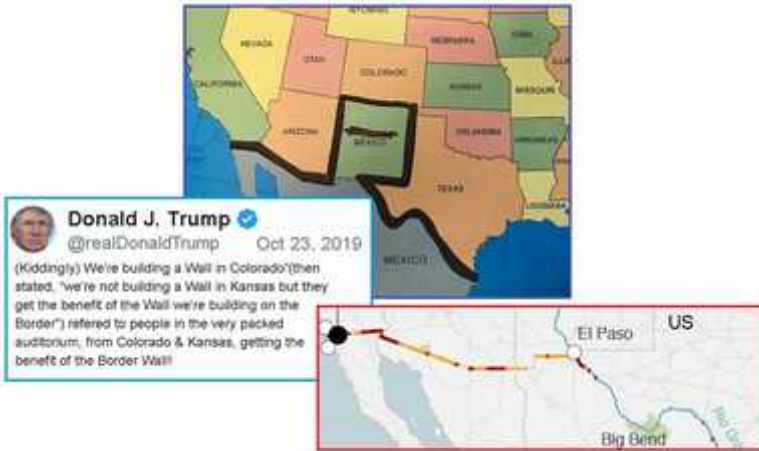 WYOMING
NEBRASKA
IOWA
NEVADA
UTAH
COLORADO
KANSAS
MISSOURI
CALIFORNIA
ARIZONA
MEXICO
OKLAHOMA
ARKANSAS
TEXAS
LOUISIANA
MEXICO
Donald J. Trump
@realDonaldTrump Oct 23, 2019
(Kiddingly) We're building a Wall in Colorado"(then
stated, "we're not building a Wall in Kansas but they
get the benefit of the Wall we're building on the
Border") refered to people in the very packed
auditorium, from Colorado & Kansas, getting the
benefit of the Border Wall!
El Paso
US
Big Bend